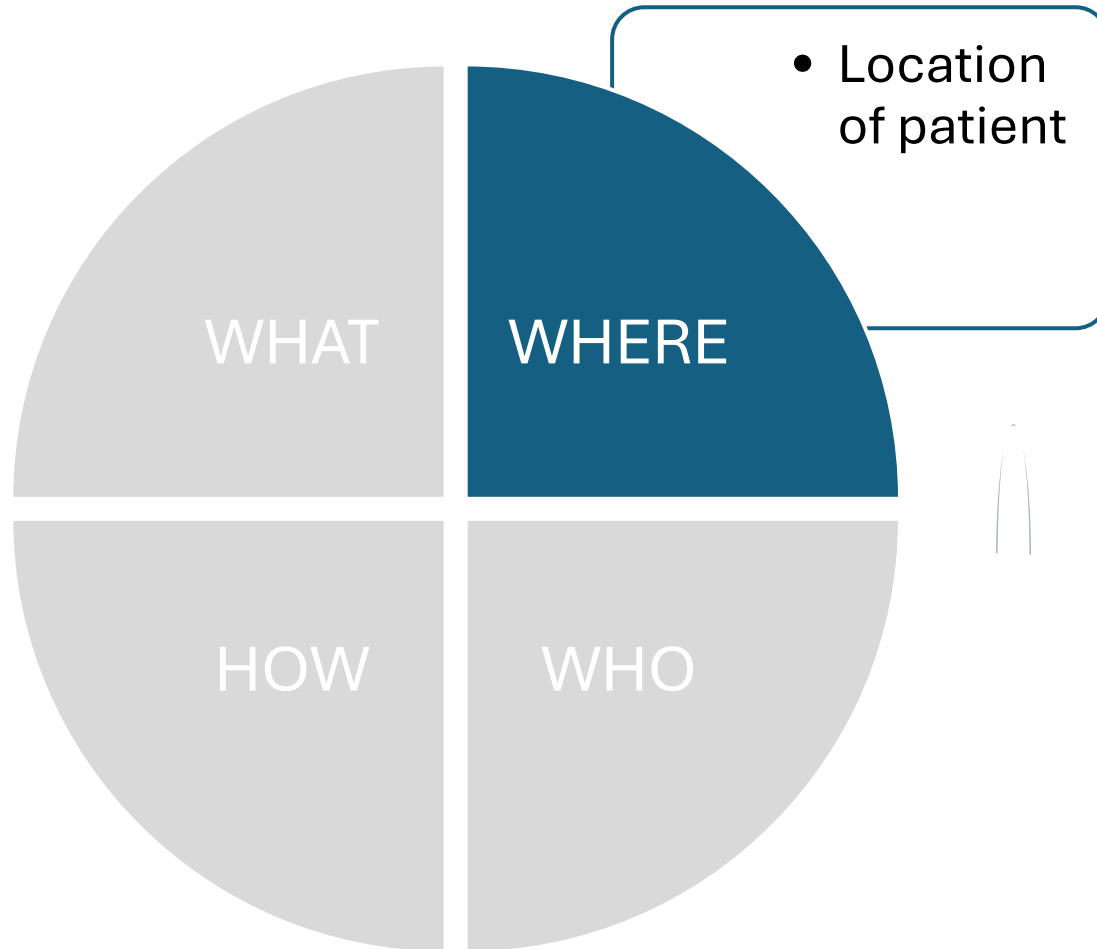 • Location
of patient
WHAT
WHERE
HOW
WHO